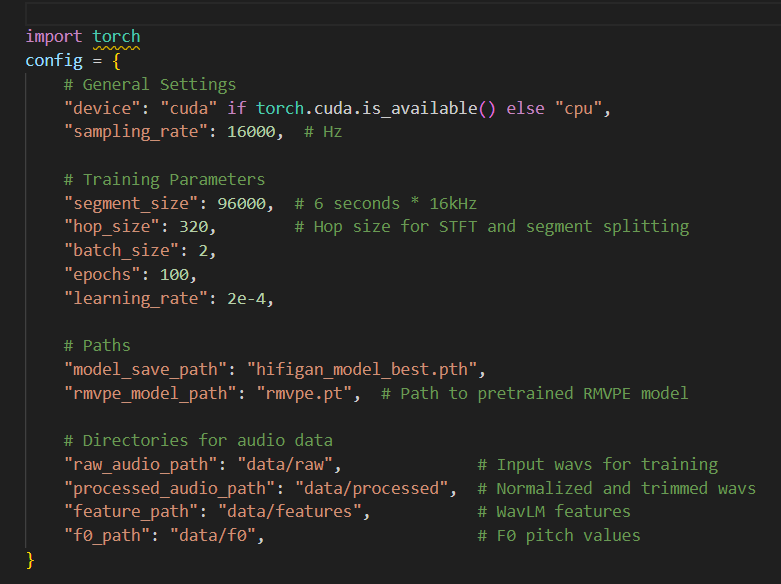 import torch
config = {
    # General Settings
    "device": "cuda" if torch.cuda.is_available() else "cpu",
    "sampling_rate": 16000,  # Hz

    # Training Parameters
    "segment_size": 96000,  # 6 seconds * 16kHz
    "hop_size": 320,        # Hop size for STFT and segment splitting
    "batch_size": 2,
    "epochs": 100,
    "learning_rate": 2e-4,

    # Paths
    "model_save_path": "hifigan_model_best.pth",
    "rmvpe_model_path": "rmvpe.pt",  # Path to pretrained RMVPE model

    # Directories for audio data
    "raw_audio_path": "data/raw",              # Input wavs for training
    "processed_audio_path": "data/processed",  # Normalized and trimmed wavs
    "feature_path": "data/features",           # WavLM features
    "f0_path": "data/f0",                      # F0 pitch values
}